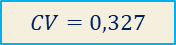 CV = 0,327